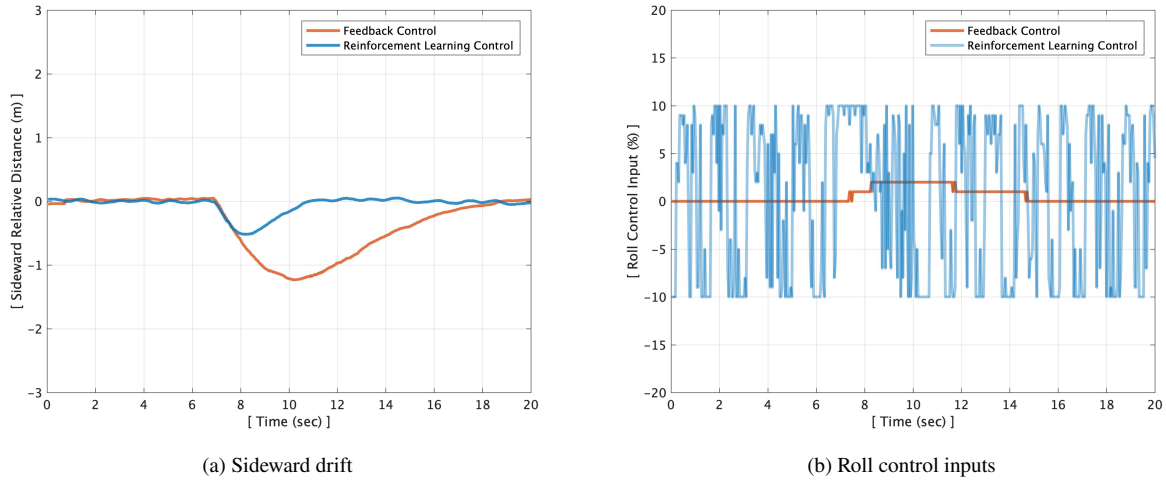 3
2
1
0
-1
-2
-3
[ Sideward Relative Distance (m) ]
Feedback Control
Reinforcement Learning Control
0 2 4 6 8 10 12 14 16 18 20
[ Time (sec) ]
(a) Sideward drift
20
15
10
5
0
-5
-10
-15
-20
[ Roll Control Input (%) ]
Feedback Control
Reinforcement Learning Control
0 2 4 6 8 10 12 14 16 18 20
[ Time (sec) ]
(b) Roll control inputs